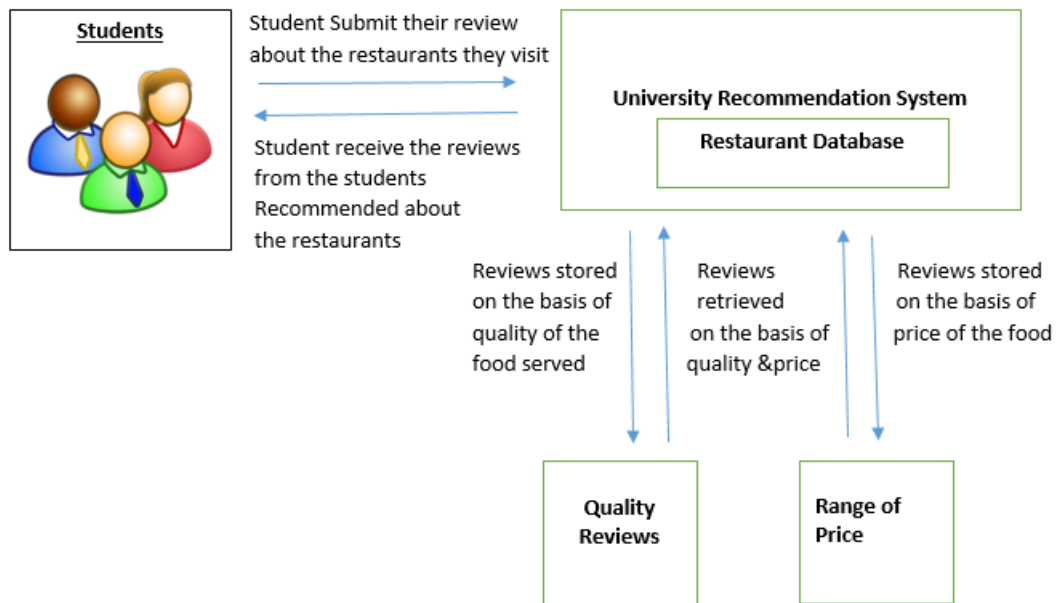 Students
Student Submit their review
about the restaurants they visit
Student receive the reviews
from the students
Recommended about
the restaurants
University Recommendation System
Restaurant Database
Reviews stored
on the basis of
quality of the
food served
Reviews
retrieved
on the basis of
quality &price
Reviews stored
on the basis of
price of the food
Quality
Reviews
Range of
Price